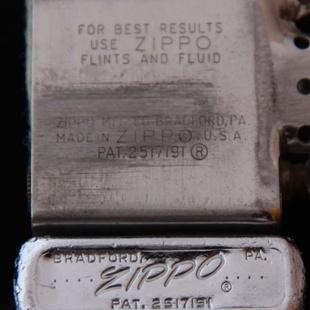 FOR BEST RESULTS
USE ZIPPO
FLINTS AND FLUID
ZIPPO MFG. CO. BRADFORD, PA.
MADE IN ZIPPO U.S.A.
PAT. 2517191 ®
BRADFORD, PA.
.... ZIPPO ® ....
PAT. 2517191